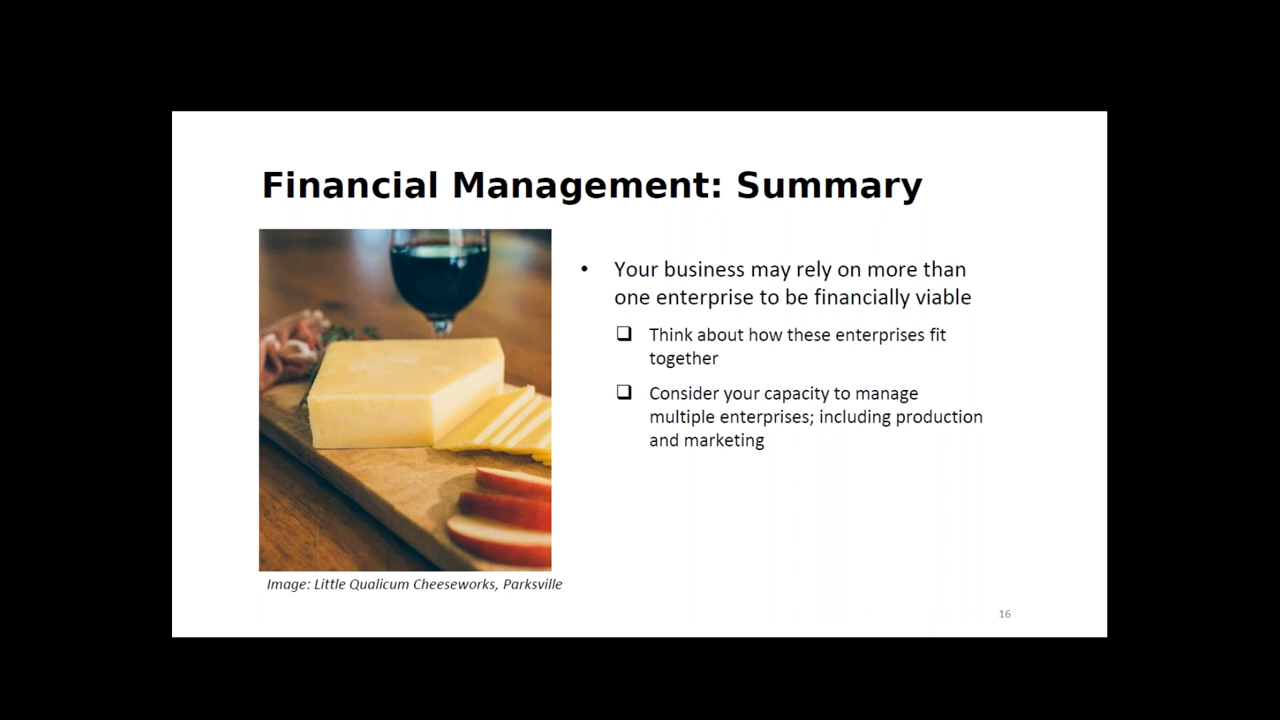 Financial Management: Summary
• Your business may rely on more than
one enterprise to be financially viable
❑ Think about how these enterprises fit
together
❑ Consider your capacity to manage
multiple enterprises; including production
and marketing
Image: Little Qualicum Cheeseworks, Parksville
16